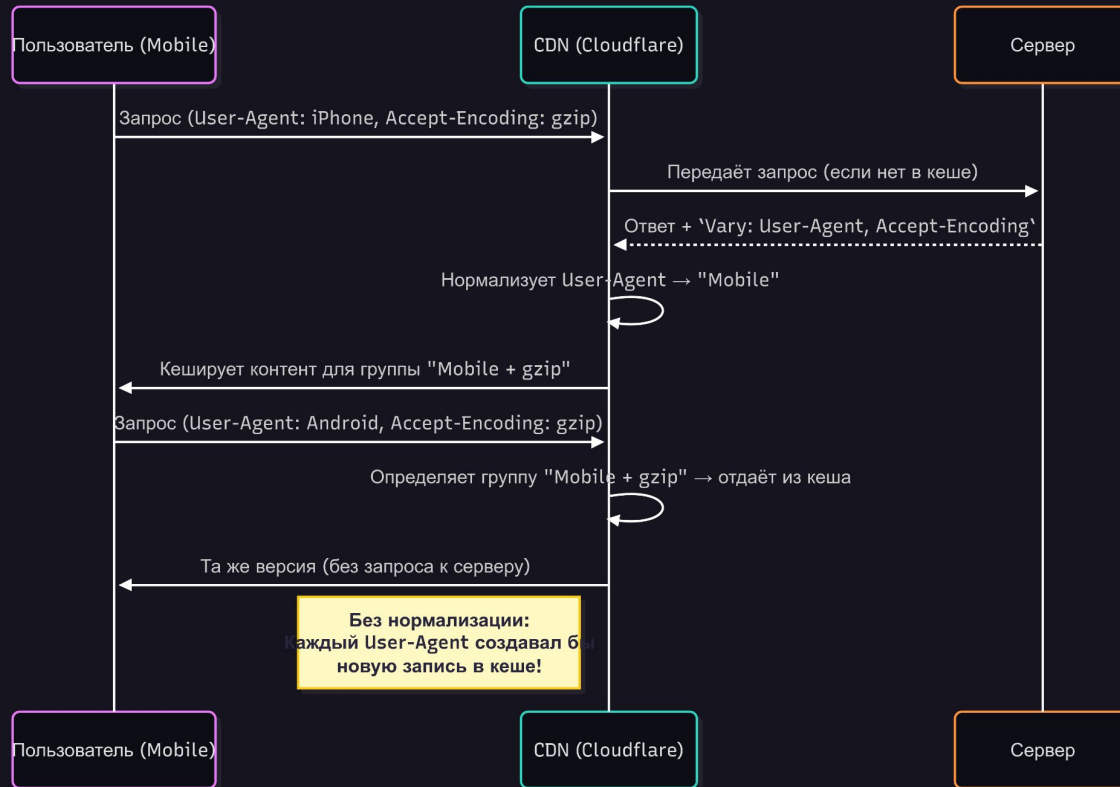 Пользователь (Mobile)
CDN (Cloudflare)
Сервер
Запрос (User-Agent: iPhone, Accept-Encoding: gzip)
Передаёт запрос (если нет в кеше)
Ответ + `Vary: User-Agent, Accept-Encoding`
Нормализует User-Agent → "Mobile"
Кеширует контент для группы "Mobile + gzip"
Запрос (User-Agent: Android, Accept-Encoding: gzip)
Определяет группу "Mobile + gzip" → отдаёт из кеша
Та же версия (без запроса к серверу)
Без нормализации:
Каждый User-Agent создавал бы
новую запись в кеше!
Пользователь (Mobile)
CDN (Cloudflare)
Сервер